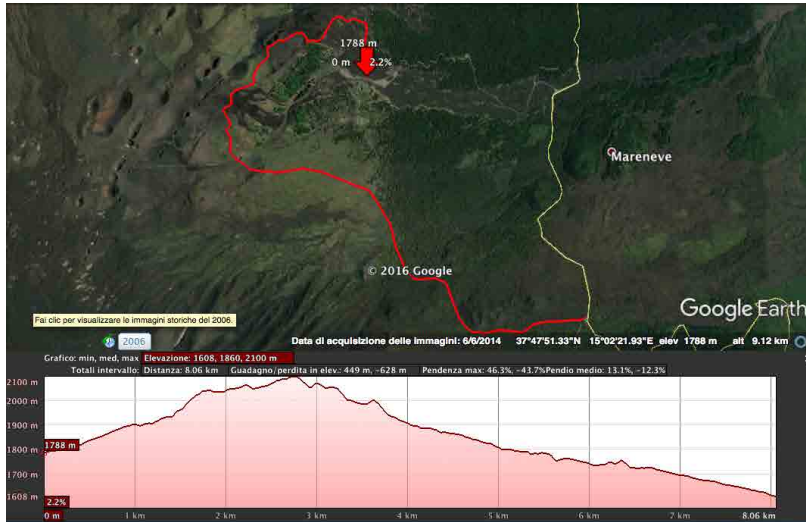 1788 m
0 m 2.2%
Mareneve
© 2016 Google
Google Earth
Fai clic per visualizzare le immagini storiche del 2006.
2006
Data di acquisizione delle immagini: 6/6/2014 37°47'51.33"N 15°02'21.93"E elev 1788 m alt 9.12 km
Grafico: min, med, max Elevazione: 1608, 1860, 2100 m
Totali intervallo: Distanza: 8.06 km Guadagno/perdita in elev.: 449 m, -628 m Pendenza max: 46.3%, -43.7% Pendio medio: 13.1%, -12.3%
2100 m
2000 m
1900 m
1788 m
1800 m
1700 m
1608 m
2.2%
0 m 1 km 2 km 3 km 4 km 5 km 6 km 7 km 8.06 km